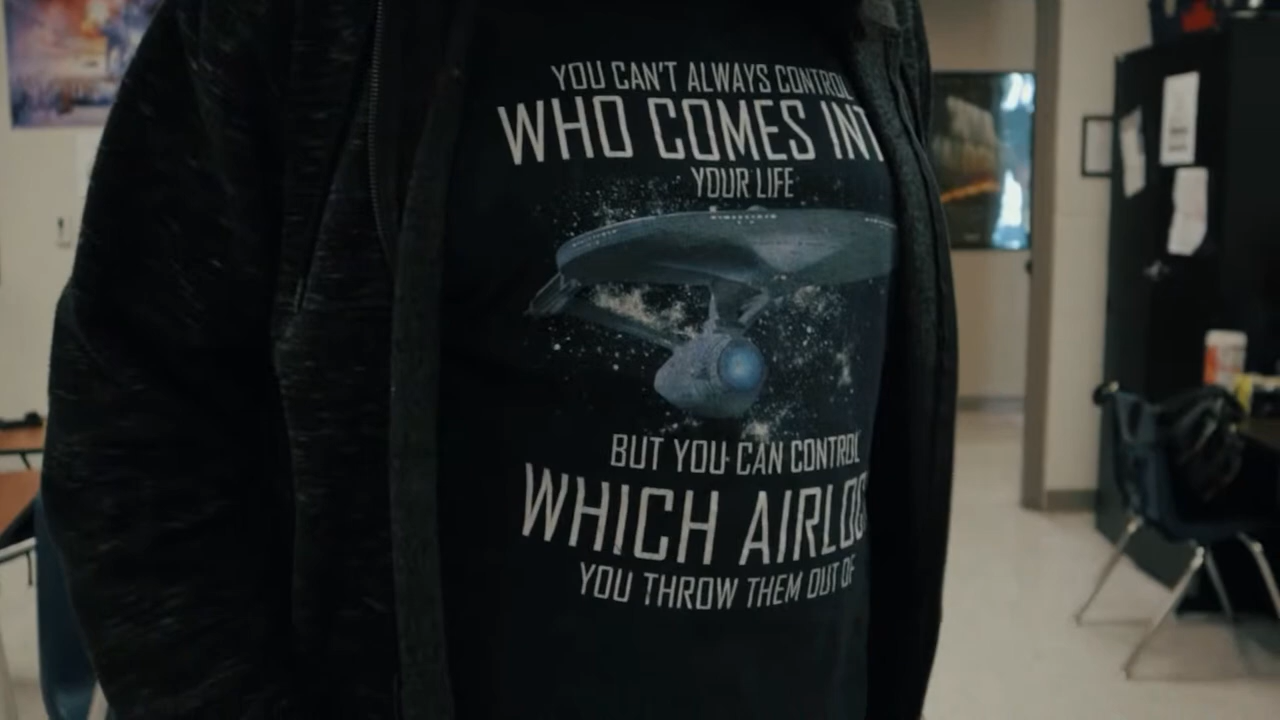 YOU CAN'T ALWAYS CONTROL
WHO COMES INT
YOUR LIFE
BUT YOU CAN CONTROL
WHICH AIRLOC
YOU THROW THEM OUT OF